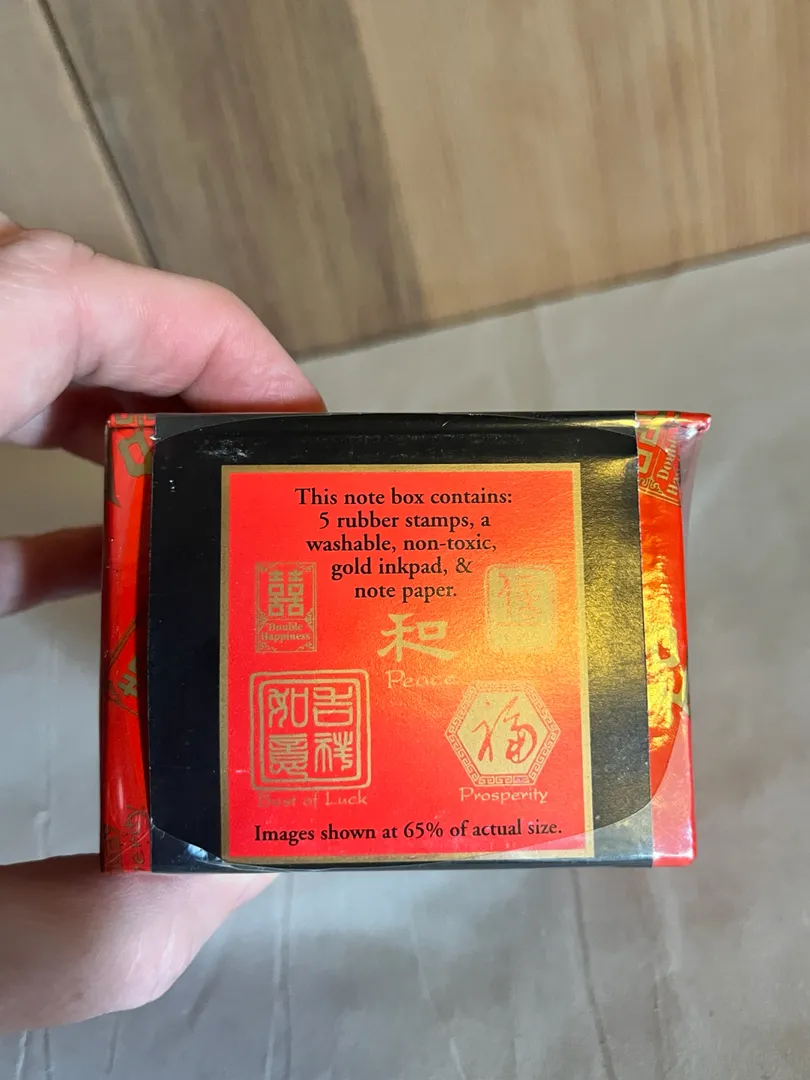 This note box contains:
5 rubber stamps, a
washable, non-toxic,
gold inkpad, &
note paper.
囍
Double
Happiness
和
Peace
如吉
意祥
Best of Luck
福
Prosperity
Images shown at 65% of actual size.